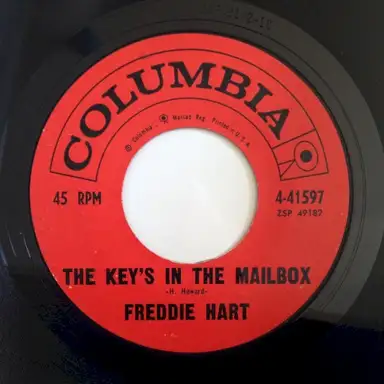 COLUMBIA
® "Columbia" ® Marcas Reg. Printed in U.S.A.
45 RPM
4-41597
ZSP 49182
THE KEY'S IN THE MAILBOX
-H. Howard-
FREDDIE HART